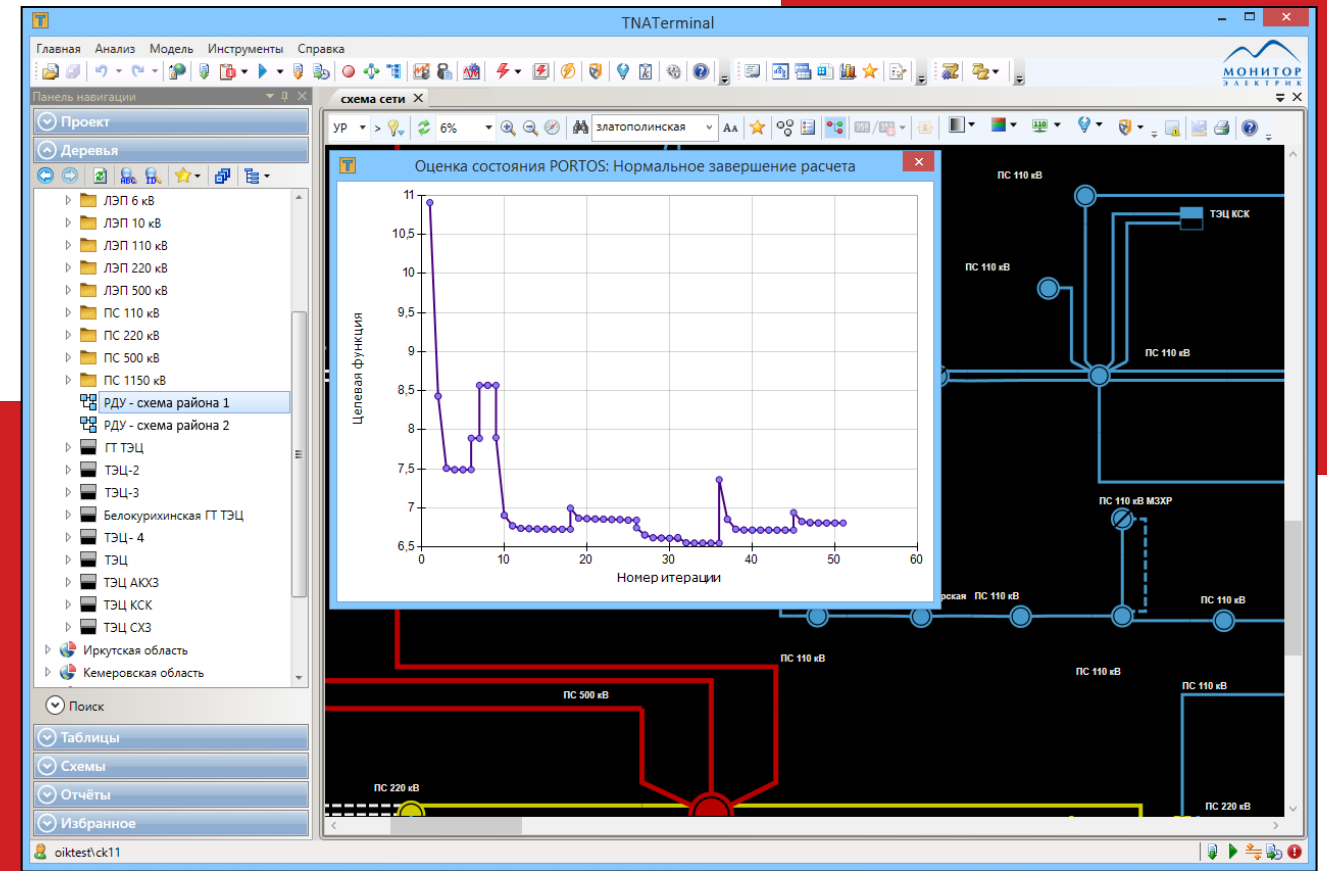 TNATerminal
Главная Анализ Модель Инструменты Справка
МОНИТОР
ЭЛЕКТРИК
Панель навигации
схема сети
Проект
УР
6%
златополинская
Деревья
ЛЭП 6 кВ
ЛЭП 10 кВ
ЛЭП 110 кВ
ЛЭП 220 кВ
ЛЭП 500 кВ
ПС 110 кВ
ПС 220 кВ
ПС 500 кВ
ПС 1150 кВ
РДУ - схема района 1
РДУ - схема района 2
ГТ ТЭЦ
ТЭЦ-2
ТЭЦ-3
Белокурихинская ГТ ТЭЦ
ТЭЦ- 4
ТЭЦ
ТЭЦ АКХЗ
ТЭЦ КСК
ТЭЦ СХЗ
Иркутская область
Кемеровская область
Поиск
Таблицы
Схемы
Отчёты
Избранное
oiktest\ck11
Оценка состояния PORTOS: Нормальное завершение расчета
Целевая функция
11
10,5
10
9,5
9
8,5
8
7,5
7
6,5
0 10 20 30 40 50 60
Номер итерации
ПС 110 кВ
ТЭЦ КСК
ПС 110 кВ
ПС 110 кВ
ПС 110 кВ МЗХР
ПС 110 кВ
ПС 110 кВ
ПС 110 кВ
ПС 110 кВ
ПС 110 кВ
ПС 500 кВ
ПС 220 кВ
ПС 220 кВ